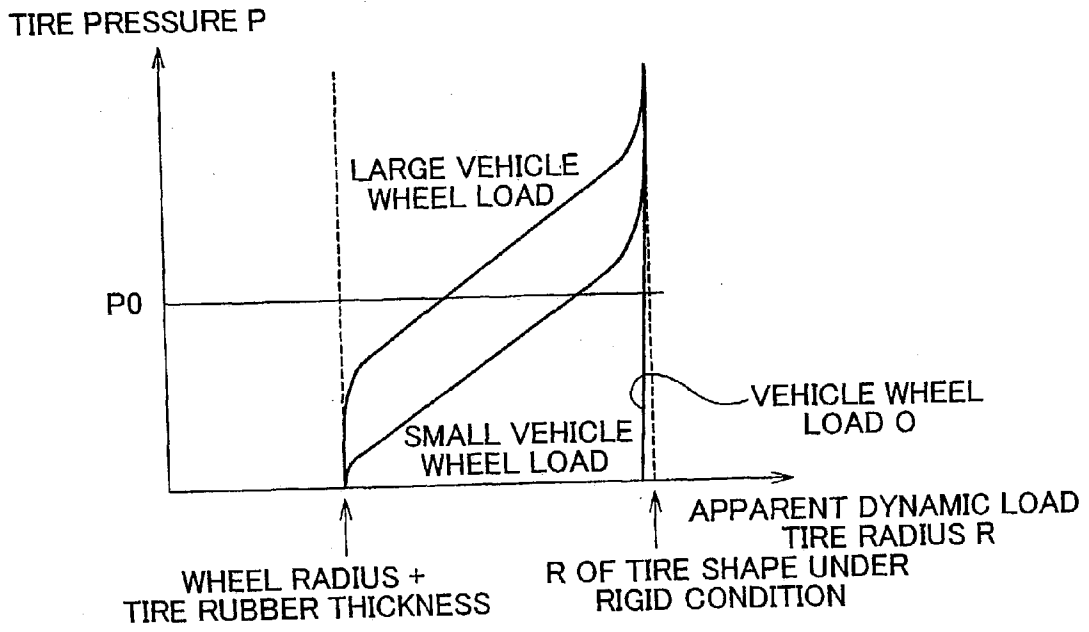 TIRE PRESSURE P
LARGE VEHICLE
WHEEL LOAD
P0
VEHICLE WHEEL
LOAD O
SMALL VEHICLE
WHEEL LOAD
APPARENT DYNAMIC LOAD
TIRE RADIUS R
WHEEL RADIUS +
TIRE RUBBER THICKNESS
R OF TIRE SHAPE UNDER
RIGID CONDITION